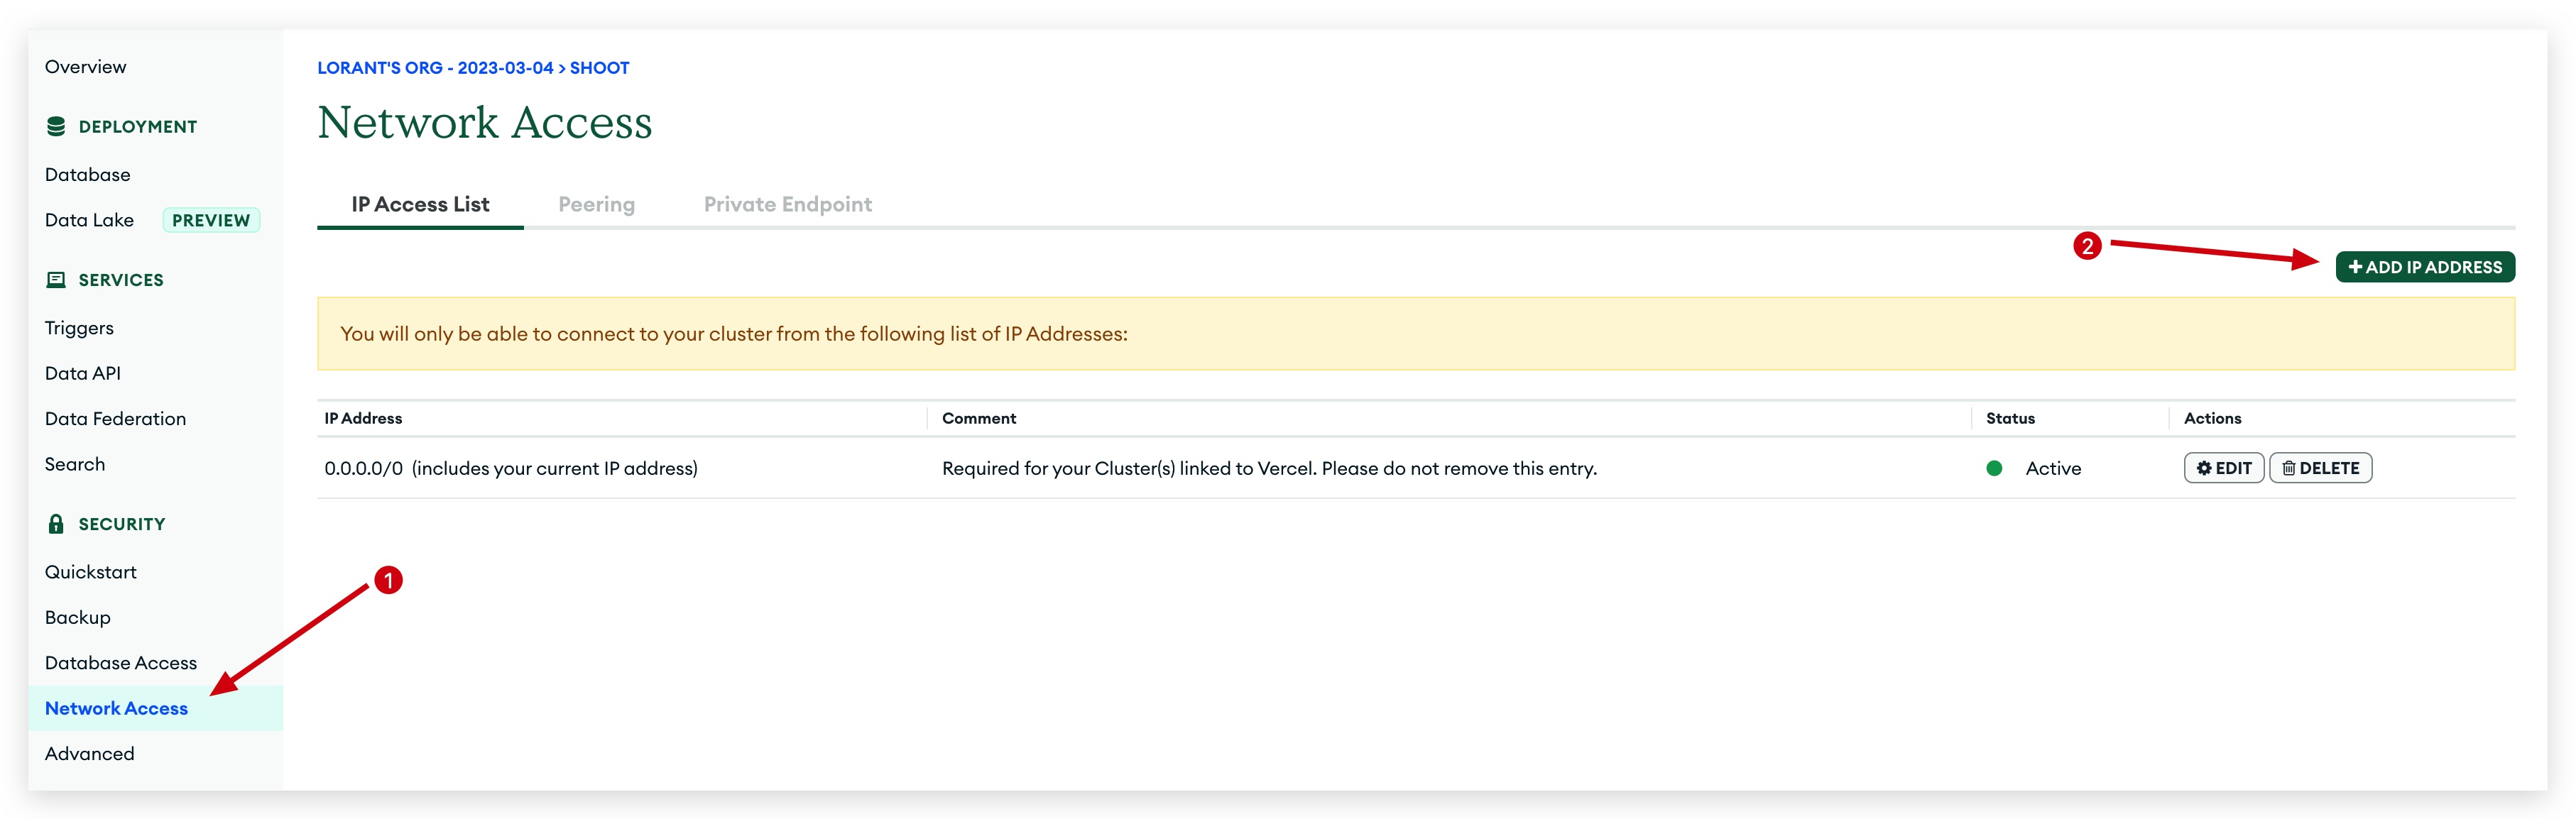 Overview
DEPLOYMENT
Database
Data Lake PREVIEW
SERVICES
Triggers
Data API
Data Federation
Search
SECURITY
Quickstart
Backup
Database Access
Network Access
Advanced
1
LORANT'S ORG - 2023-03-04 > SHOOT
Network Access
IP Access List Peering Private Endpoint
2
+ ADD IP ADDRESS
You will only be able to connect to your cluster from the following list of IP Addresses:
IP Address Comment Status Actions
0.0.0.0/0 (includes your current IP address) Required for your Cluster(s) linked to Vercel. Please do not remove this entry. Active EDIT DELETE